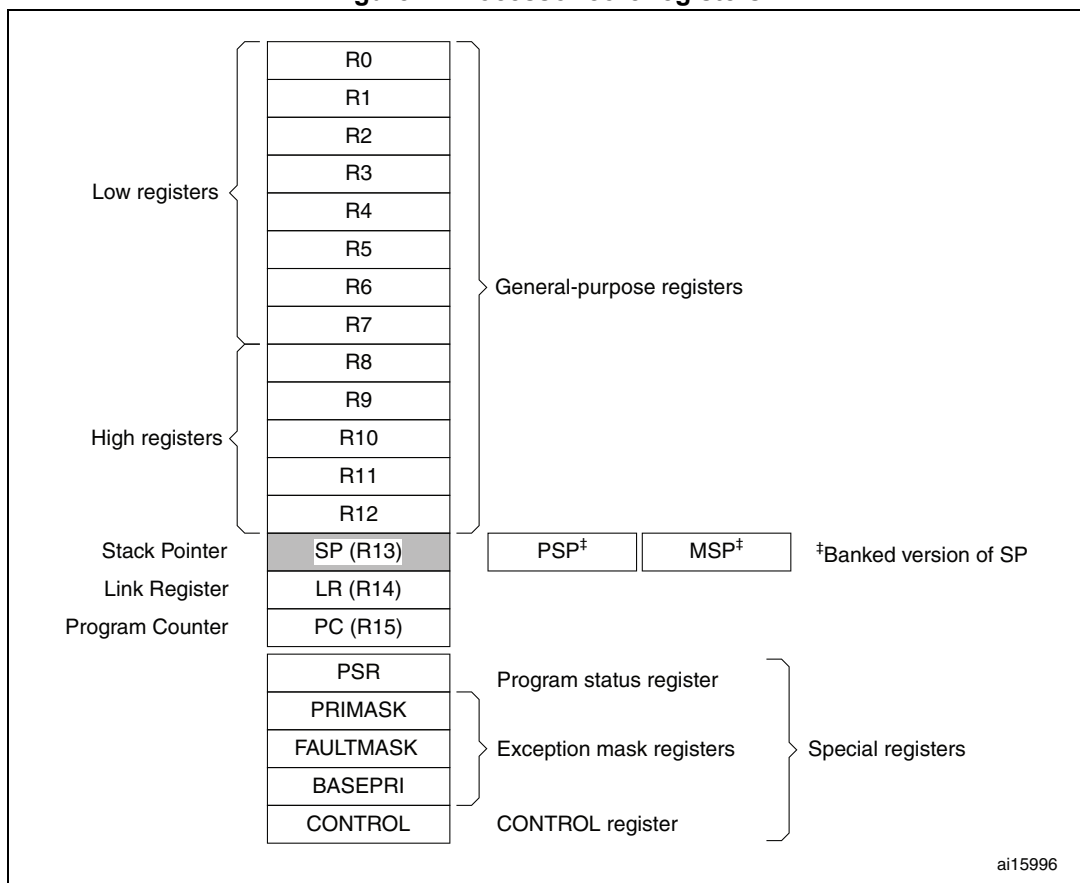 R0
R1
R2
R3
Low registers
R4
R5
R6
General-purpose registers
R7
R8
R9
High registers
R10
R11
R12
Stack Pointer SP (R13) PSP‡ MSP‡ ‡Banked version of SP
Link Register LR (R14)
Program Counter PC (R15)
PSR Program status register
PRIMASK
FAULTMASK Exception mask registers Special registers
BASEPRI
CONTROL CONTROL register
ai15996